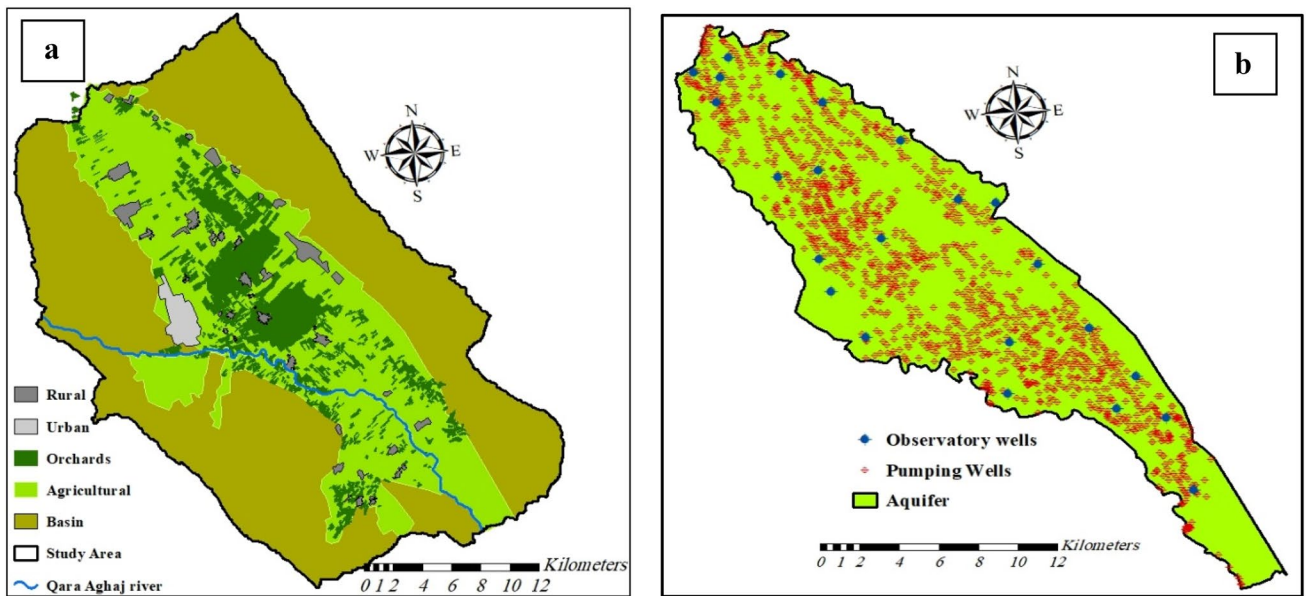 a
N
W E
S
Rural
Urban
Orchards
Agricultural
Basin
Study Area
Qara Aghaj river
Kilometers
0 1 2 4 6 8 10 12
b
N
W E
S
Observatory wells
Pumping Wells
Aquifer
Kilometers
0 1 2 4 6 8 10 12